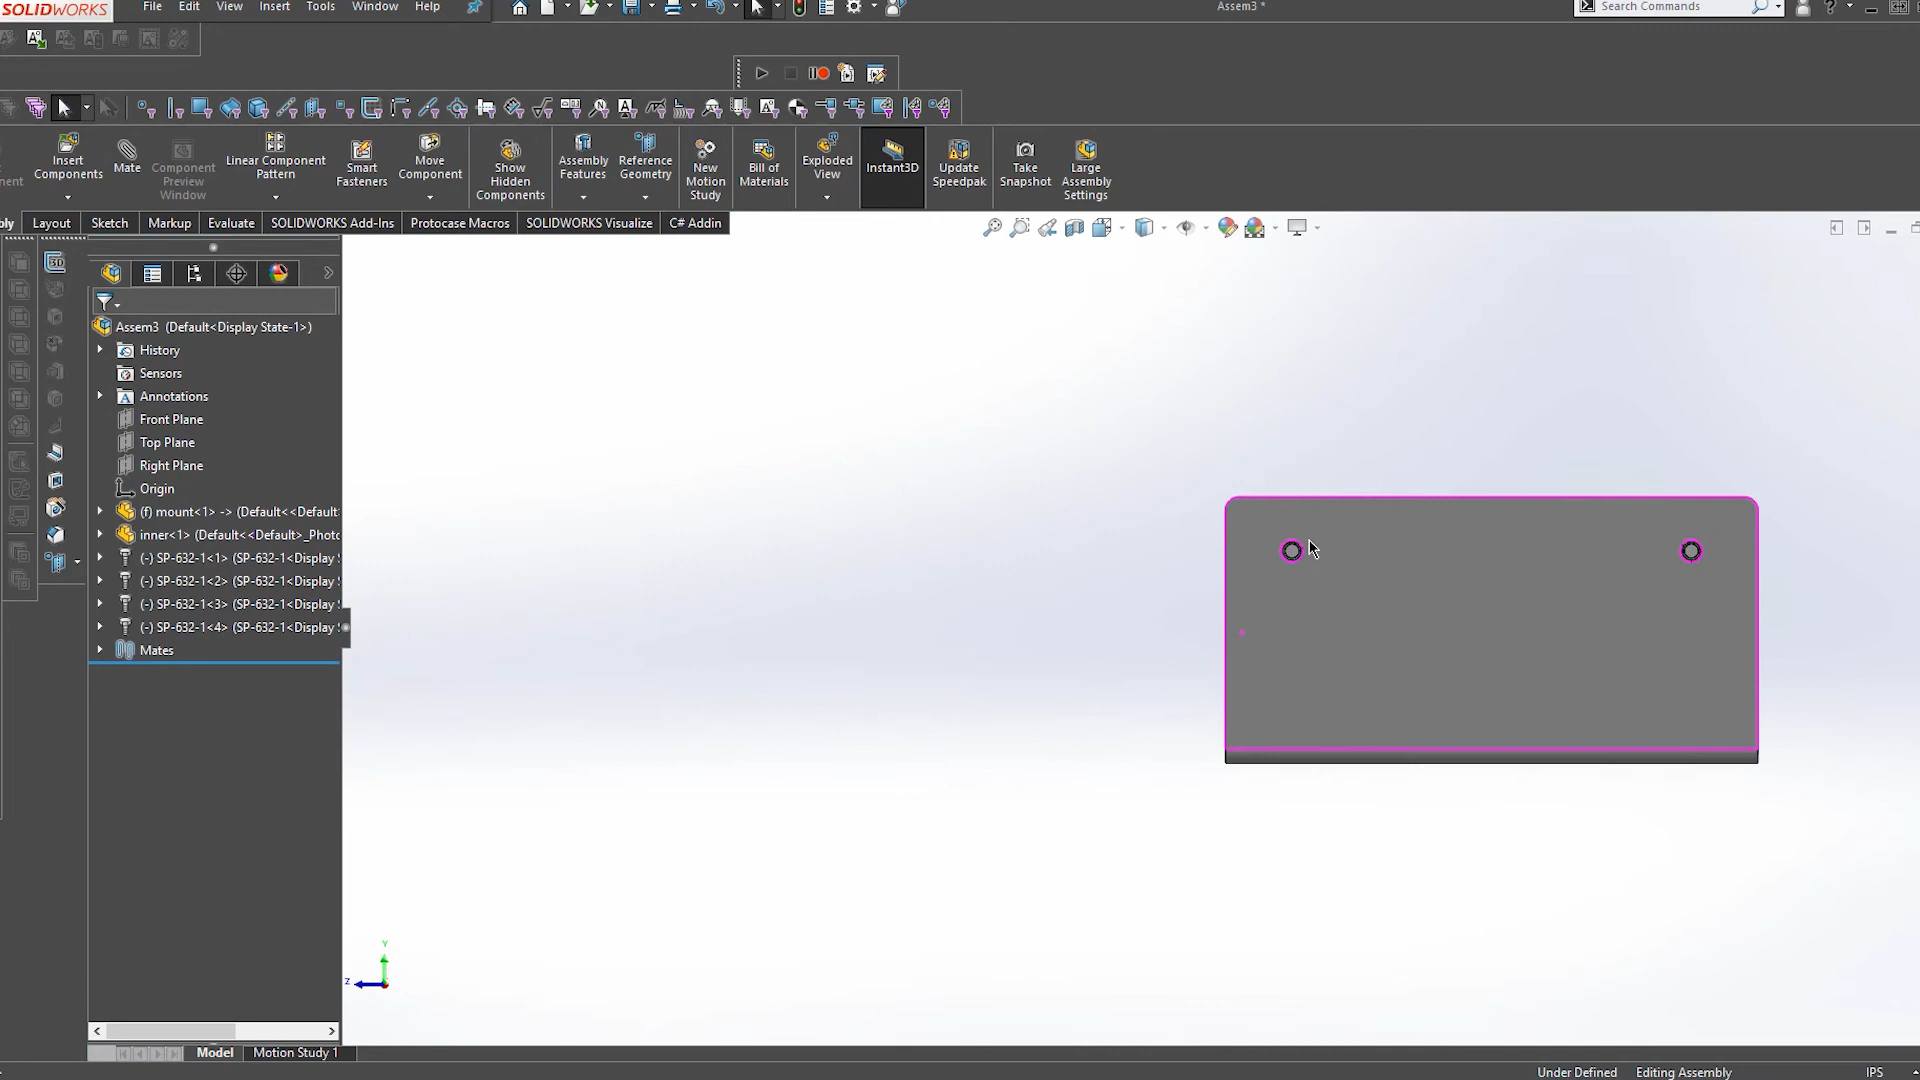 SOLIDWORKS File Edit View Insert Tools Window Help Assem3 * Search Commands
Insert Components
Mate
Component Preview Window
Linear Component Pattern
Smart Fasteners
Move Component
Show Hidden Components
Assembly Features
Reference Geometry
New Motion Study
Bill of Materials
Exploded View
Instant3D
Update Speedpak
Take Snapshot
Large Assembly Settings
Layout Sketch Markup Evaluate SOLIDWORKS Add-Ins Protocase Macros SOLIDWORKS Visualize C# Addin
Assem3 (Default<Display State-1>)
History
Sensors
Annotations
Front Plane
Top Plane
Right Plane
Origin
(f) mount<1> -> (Default<<Default
inner<1> (Default<<Default>_Photo
(-) SP-632-1<1> (SP-632-1<Display
(-) SP-632-1<2> (SP-632-1<Display
(-) SP-632-1<3> (SP-632-1<Display
(-) SP-632-1<4> (SP-632-1<Display
Mates
Y
Z
Model Motion Study 1
Under Defined Editing Assembly IPS